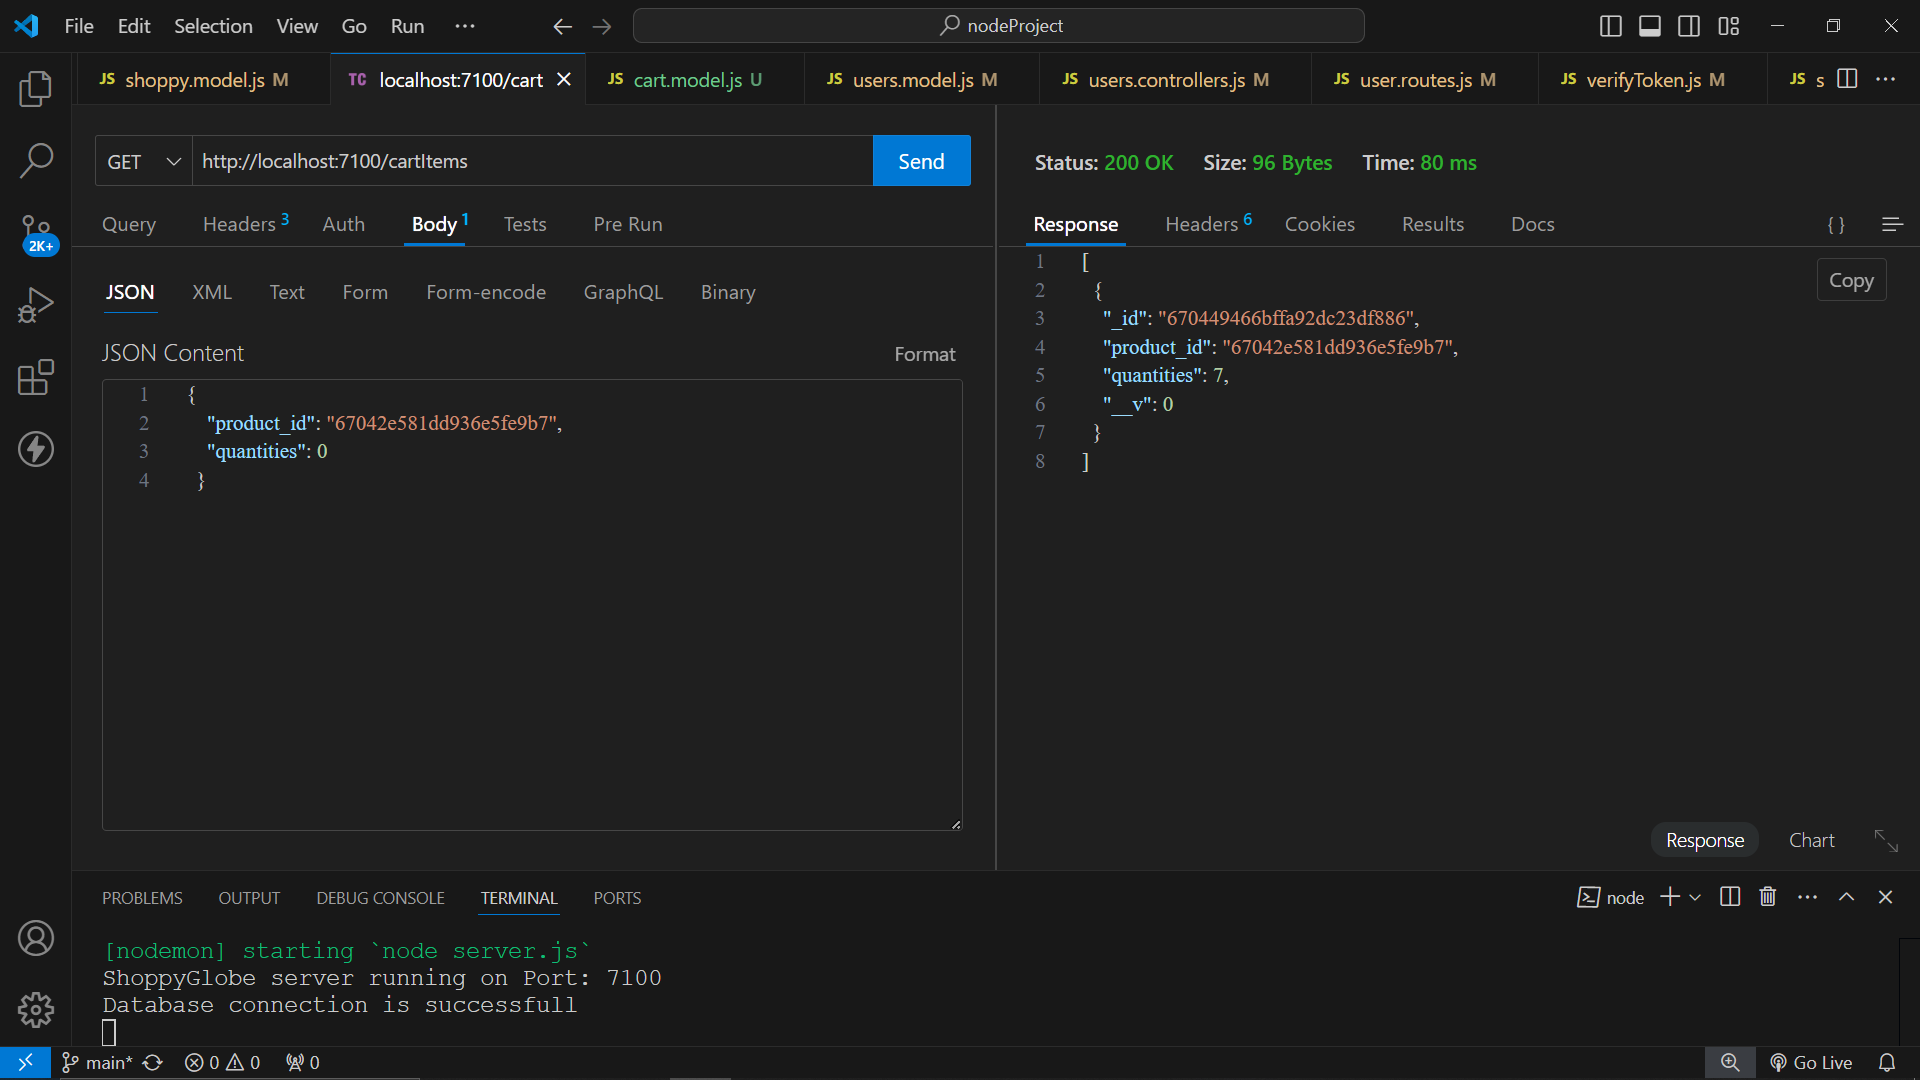 File Edit Selection View Go Run ··· nodeProject
JS shoppy.model.js M TC localhost:7100/cart JS cart.model.js U JS users.model.js M JS users.controllers.js M JS user.routes.js M JS verifyToken.js M JS s
GET http://localhost:7100/cartItems Send
Query Headers 3 Auth Body 1 Tests Pre Run
JSON XML Text Form Form-encode GraphQL Binary
JSON Content Format
1 {
2 "product_id": "67042e581dd936e5fe9b7",
3 "quantities": 0
4 }
Status: 200 OK Size: 96 Bytes Time: 80 ms
Response Headers 6 Cookies Results Docs { }
Copy
1 [
2 {
3 "_id": "670449466bffa92dc23df886",
4 "product_id": "67042e581dd936e5fe9b7",
5 "quantities": 7,
6 "__v": 0
7 }
8 ]
Response Chart
2K+
PROBLEMS OUTPUT DEBUG CONSOLE TERMINAL PORTS node
[nodemon] starting `node server.js`
ShoppyGlobe server running on Port: 7100
Database connection is successfull
main* 0 0 0 Go Live